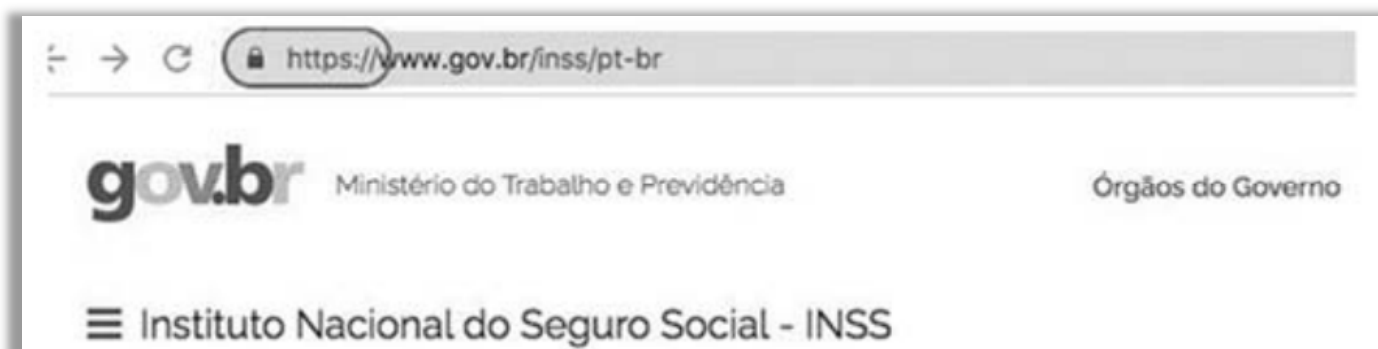 https://www.gov.br/inss/pt-br
gov.br Ministério do Trabalho e Previdência Órgãos do Governo
Instituto Nacional do Seguro Social - INSS